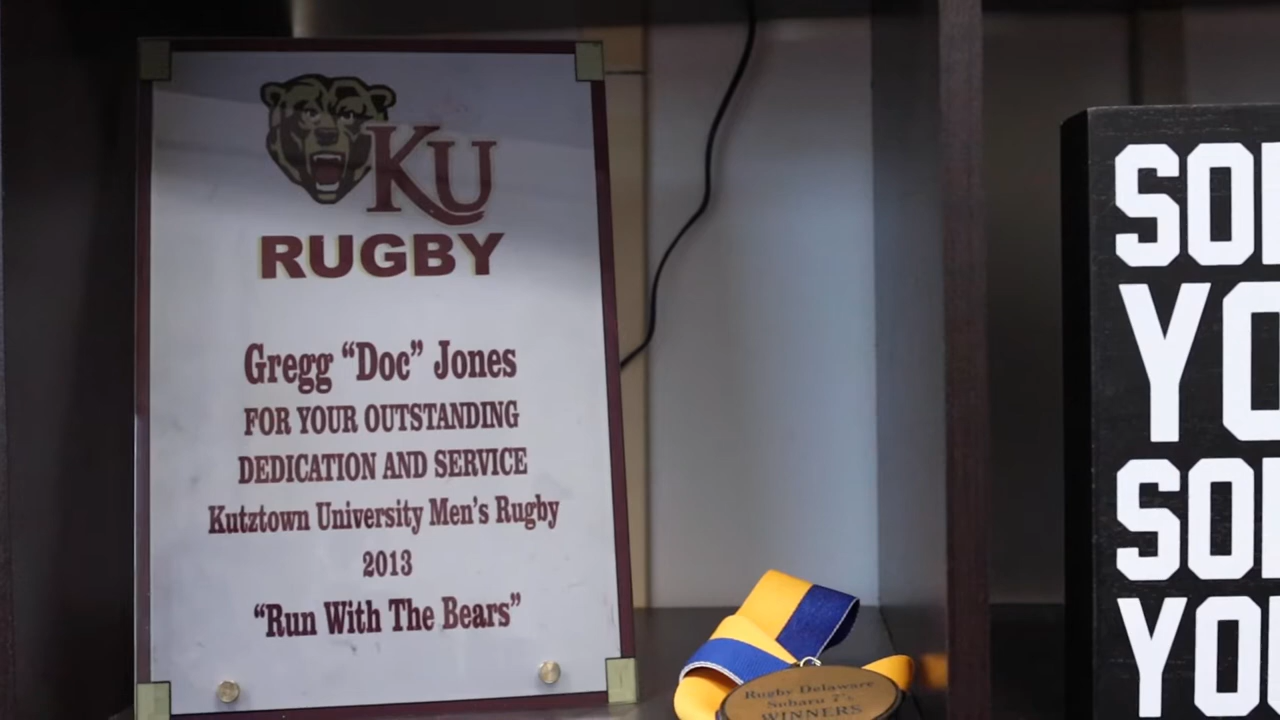 KU
RUGBY
Gregg “Doc” Jones
FOR YOUR OUTSTANDING
DEDICATION AND SERVICE
Kutztown University Men's Rugby
2013
“Run With The Bears”
Rugby Delaware
Subaru 7's
WINNERS